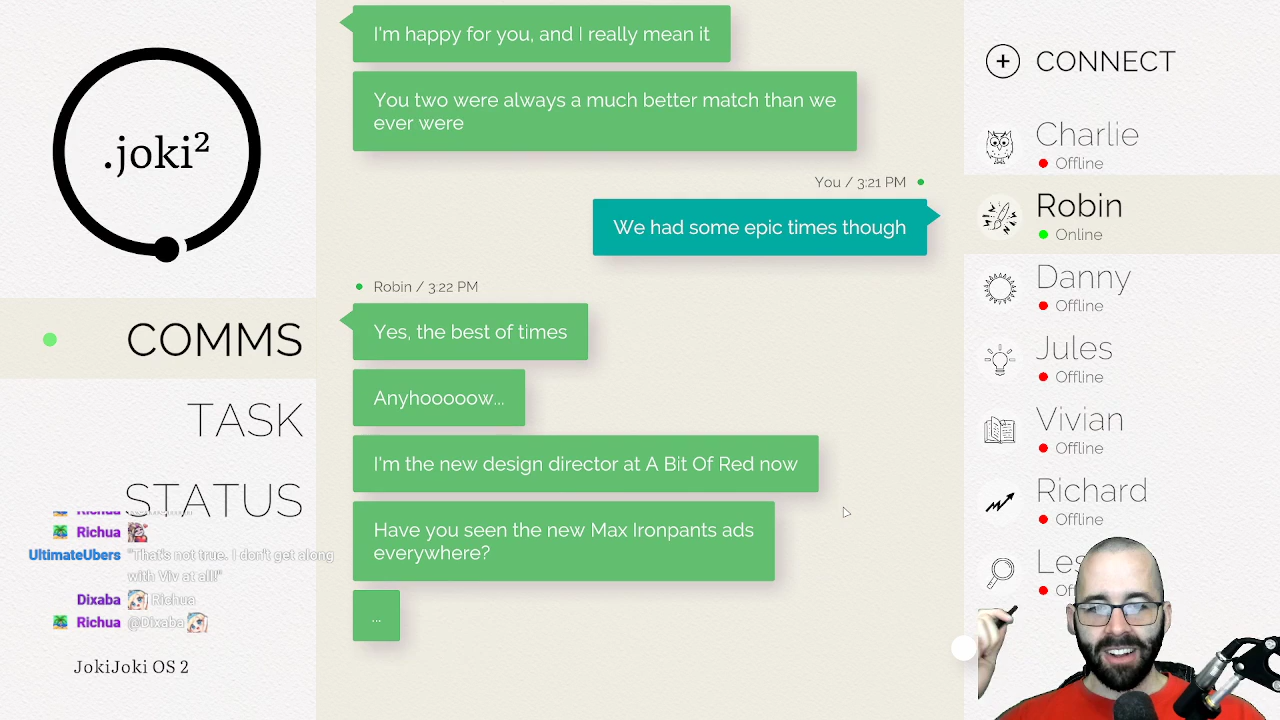 .joki²
COMMS
TASK
STATUS
Richua
UltimateUbers "That's not true. I don't get along
with Viv at all!"
Dixaba Richua
Richua @Dixaba
JokiJoki OS 2
I'm happy for you, and I really mean it
You two were always a much better match than we
ever were
You / 3:21 PM
We had some epic times though
Robin / 3:22 PM
Yes, the best of times
Anyhooooow...
I'm the new design director at A Bit Of Red now
Have you seen the new Max Ironpants ads
everywhere?
...
+ CONNECT
Charlie
Offline
Robin
Online
Danny
Offline
Jules
Offline
Vivian
Offline
Richard
Offline